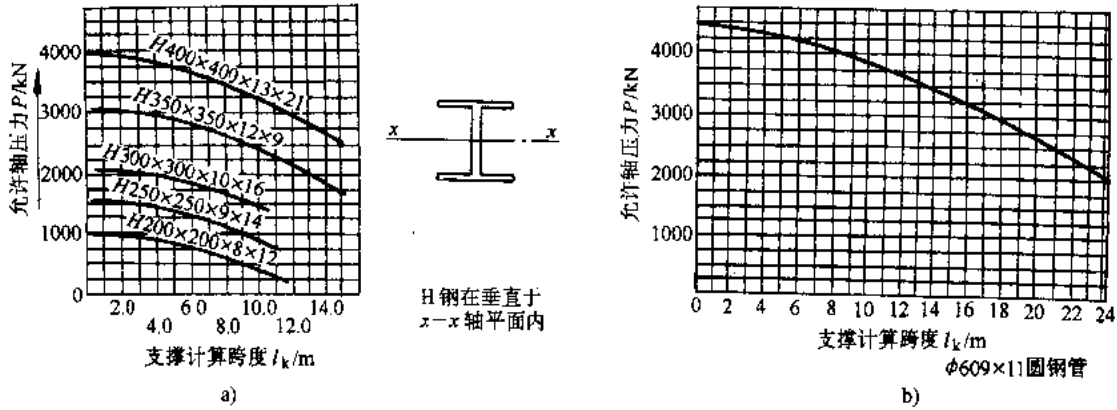 允许轴压力 P/kN
4000
3000
2000
1000
0
H400×400×13×21
H350×350×12×9
H300×300×10×16
H250×250×9×14
H200×200×8×12
2.0 6 0 10.0 14.0
4.0 8.0 12.0
支撑计算跨度 lk/m
a)
x x
H钢在垂直于
x—x 轴平面内
允许轴压力 P/kN
4000
3000
2000
1000
0 2 4 6 8 10 12 14 16 18 20 22 24
支撑计算跨度 lk/m
ϕ609×11圆钢管
b)